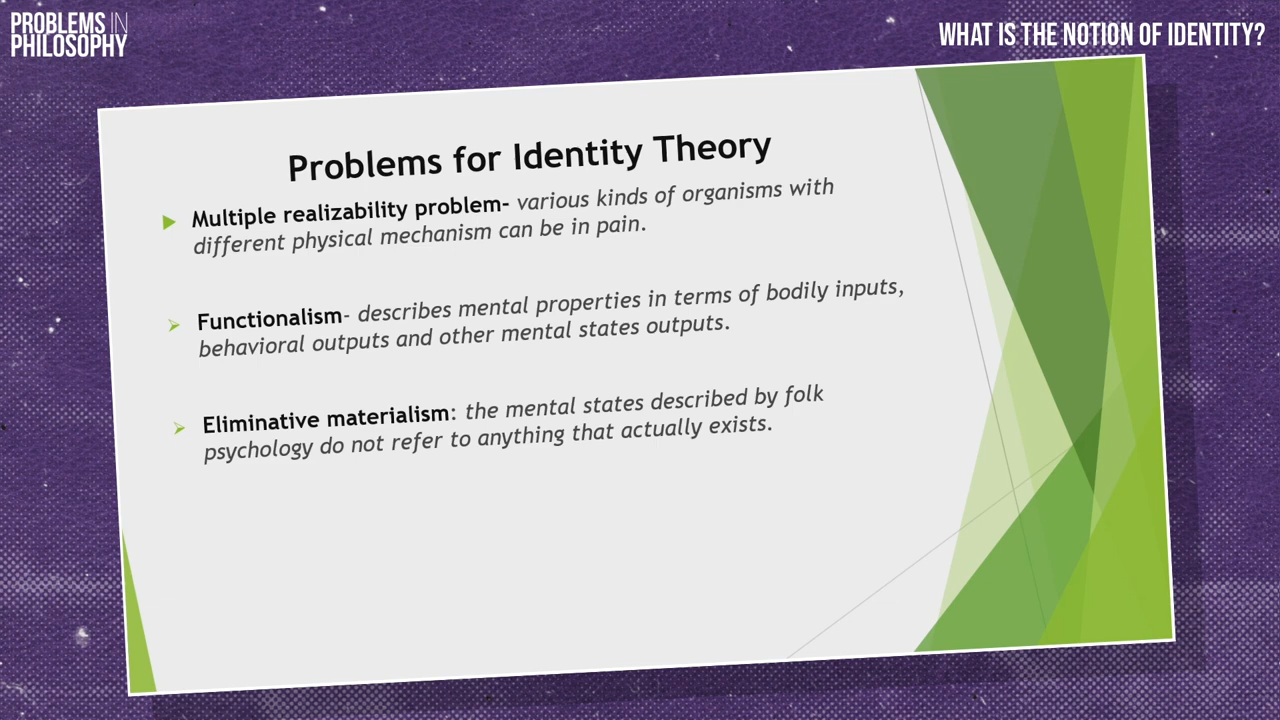 PROBLEMS IN
PHILOSOPHY
WHAT IS THE NOTION OF IDENTITY?
Problems for Identity Theory
Multiple realizability problem- various kinds of organisms with
different physical mechanism can be in pain.
Functionalism- describes mental properties in terms of bodily inputs,
behavioral outputs and other mental states outputs.
Eliminative materialism: the mental states described by folk
psychology do not refer to anything that actually exists.